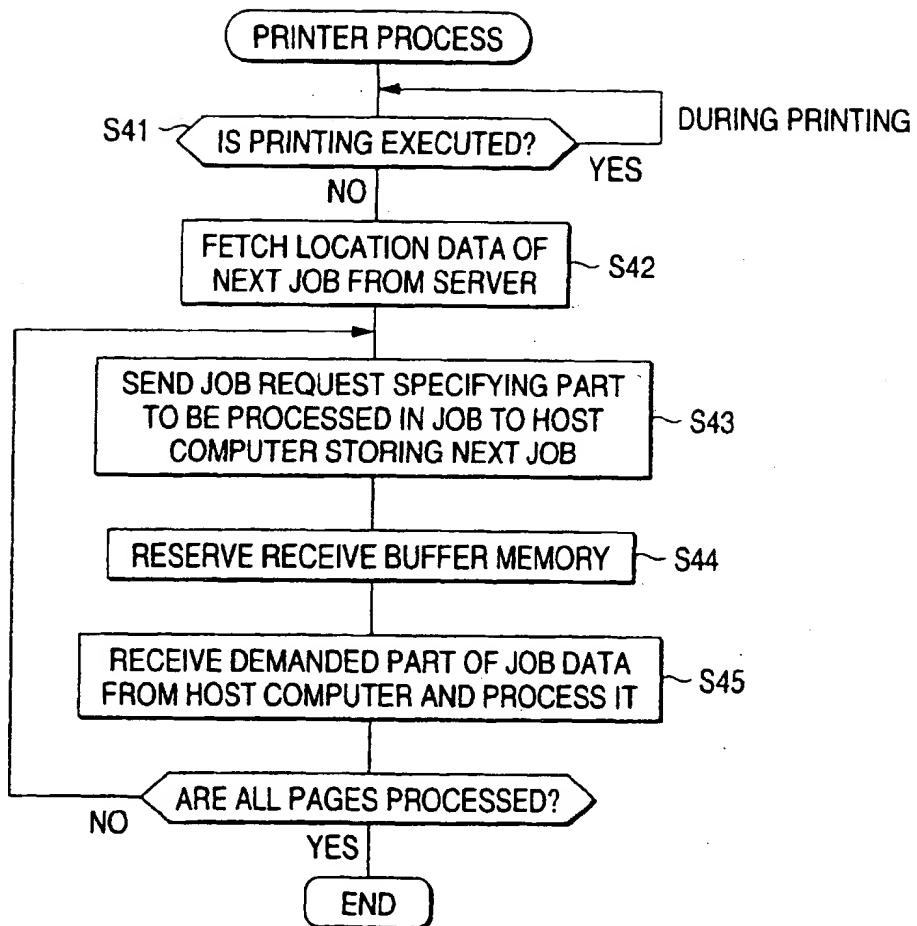 PRINTER PROCESS
DURING PRINTING
S41
IS PRINTING EXECUTED?
YES
NO
FETCH LOCATION DATA OF
NEXT JOB FROM SERVER
S42
SEND JOB REQUEST SPECIFYING PART
TO BE PROCESSED IN JOB TO HOST
COMPUTER STORING NEXT JOB
S43
RESERVE RECEIVE BUFFER MEMORY
S44
RECEIVE DEMANDED PART OF JOB DATA
FROM HOST COMPUTER AND PROCESS IT
S45
ARE ALL PAGES PROCESSED?
NO
YES
END